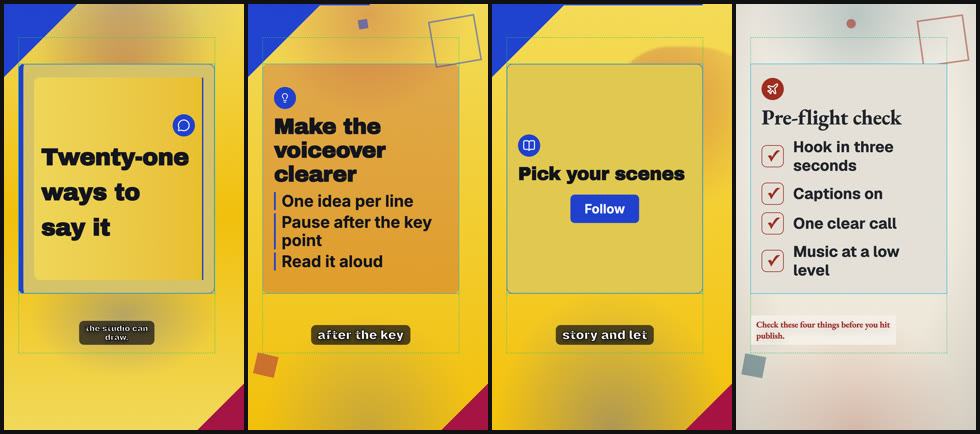 Twenty-one
ways to
say it
the studio can
draw.
Make the
voiceover
clearer
One idea per line
Pause after the key
point
Read it aloud
after the key
Pick your scenes
Follow
story and let
Pre-flight check
Hook in three
seconds
Captions on
One clear call
Music at a low
level
Check these four things before you hit
publish.